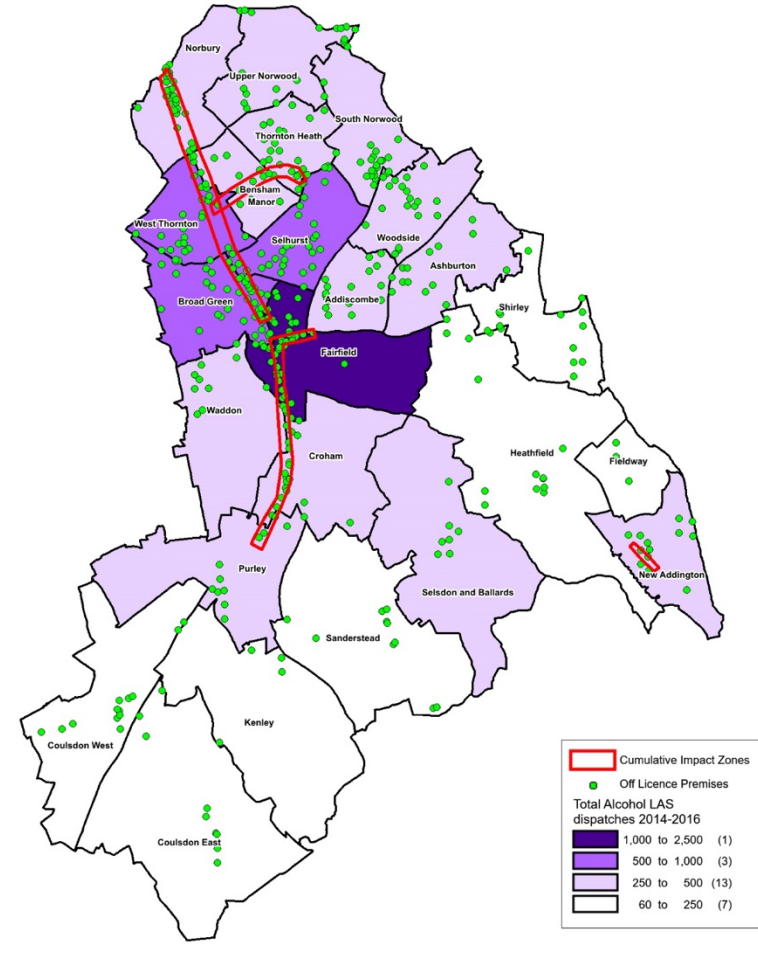 Norbury
Upper Norwood
South Norwood
Thornton Heath
Bensham
Manor
West Thornton
Selhurst
Woodside
Ashburton
Broad Green
Addiscombe
Shirley
Fairfield
Waddon
Croham
Heathfield
Fieldway
Purley
New Addington
Selsdon and Ballards
Sanderstead
Kenley
Coulsdon West
Coulsdon East
Cumulative Impact Zones
Off Licence Premises
Total Alcohol LAS
dispatches 2014-2016
1,000 to 2,500 (1)
500 to 1,000 (3)
250 to 500 (13)
60 to 250 (7)